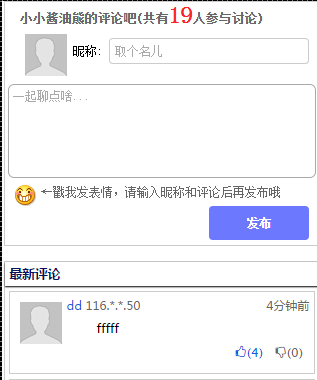 小小酱油熊的评论吧(共有19人参与讨论)
昵称: 取个名儿
一起聊点啥...
←戳我发表情，请输入昵称和评论后再发布哦
发布
最新评论
dd 116.*.*.50 4分钟前
fffff
(4) (0)